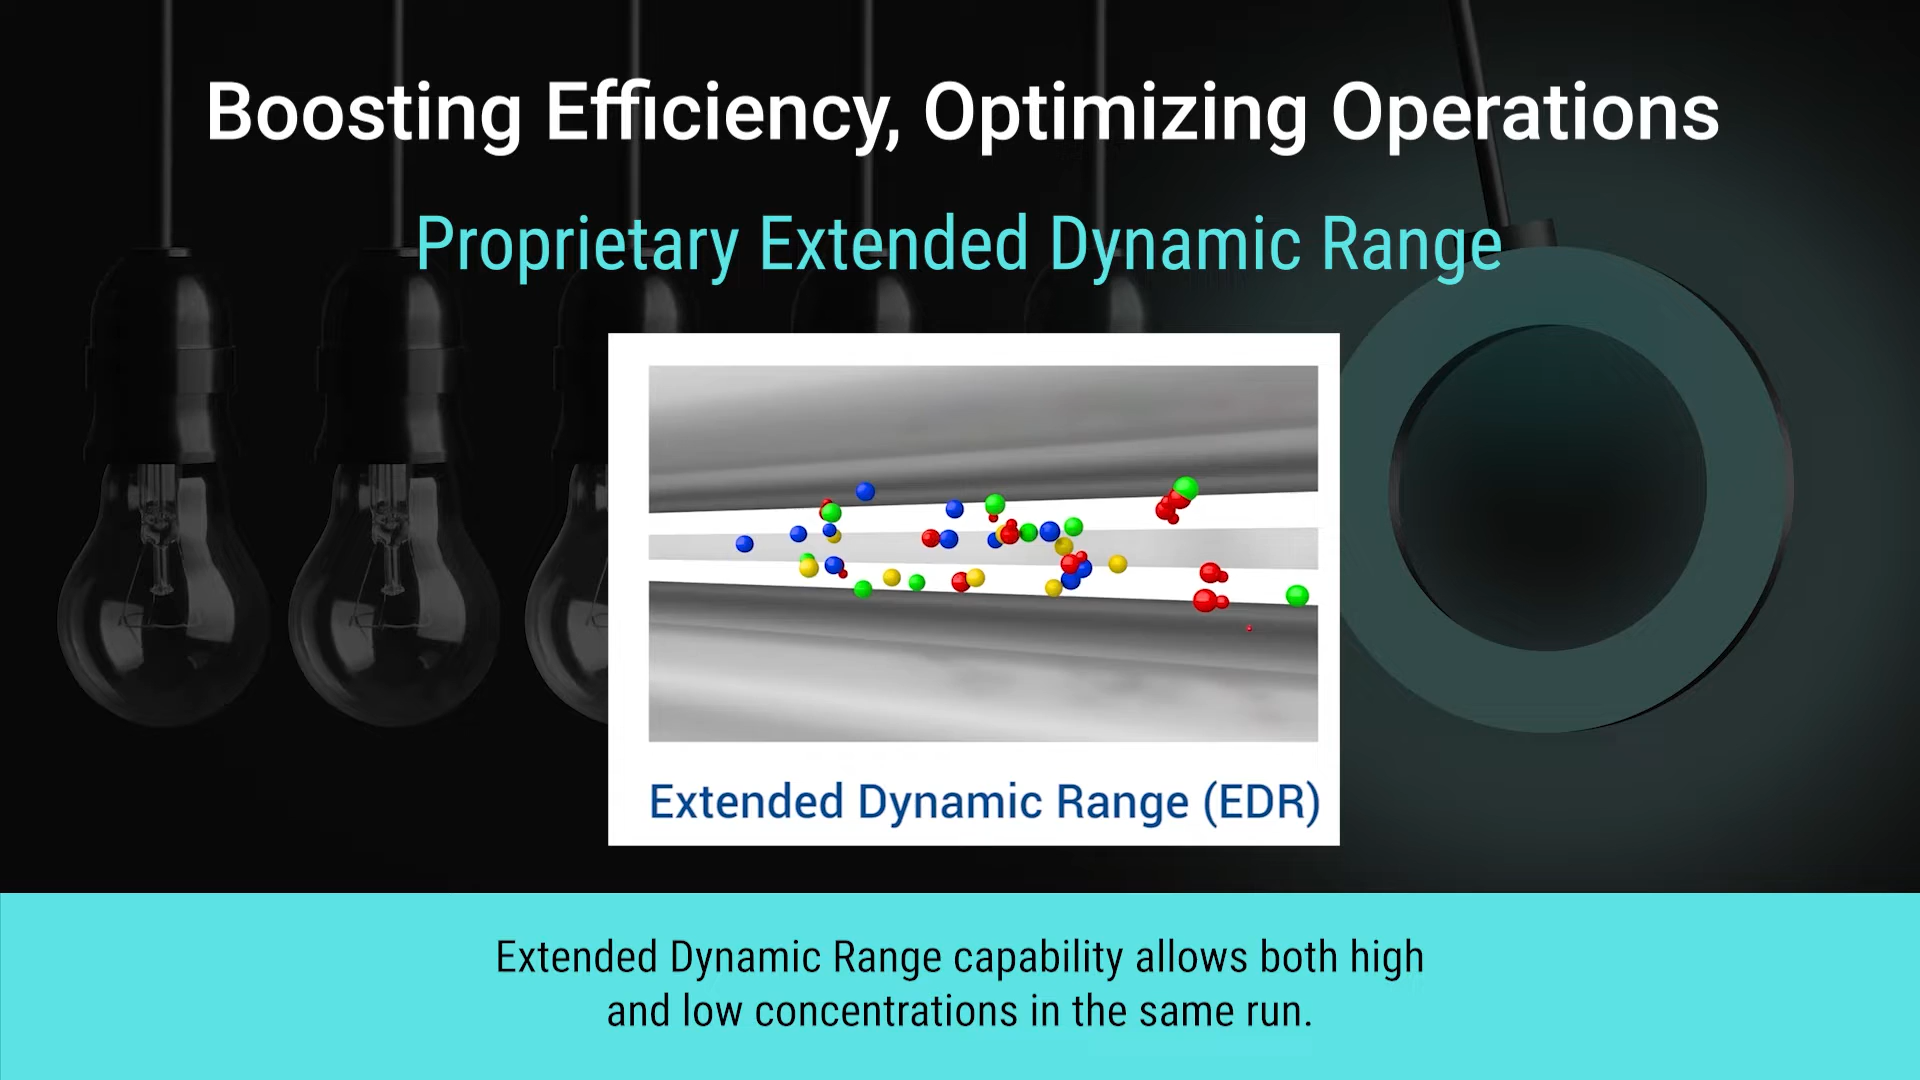 Boosting Efficiency, Optimizing Operations
Proprietary Extended Dynamic Range
Extended Dynamic Range (EDR)
Extended Dynamic Range capability allows both high
and low concentrations in the same run.